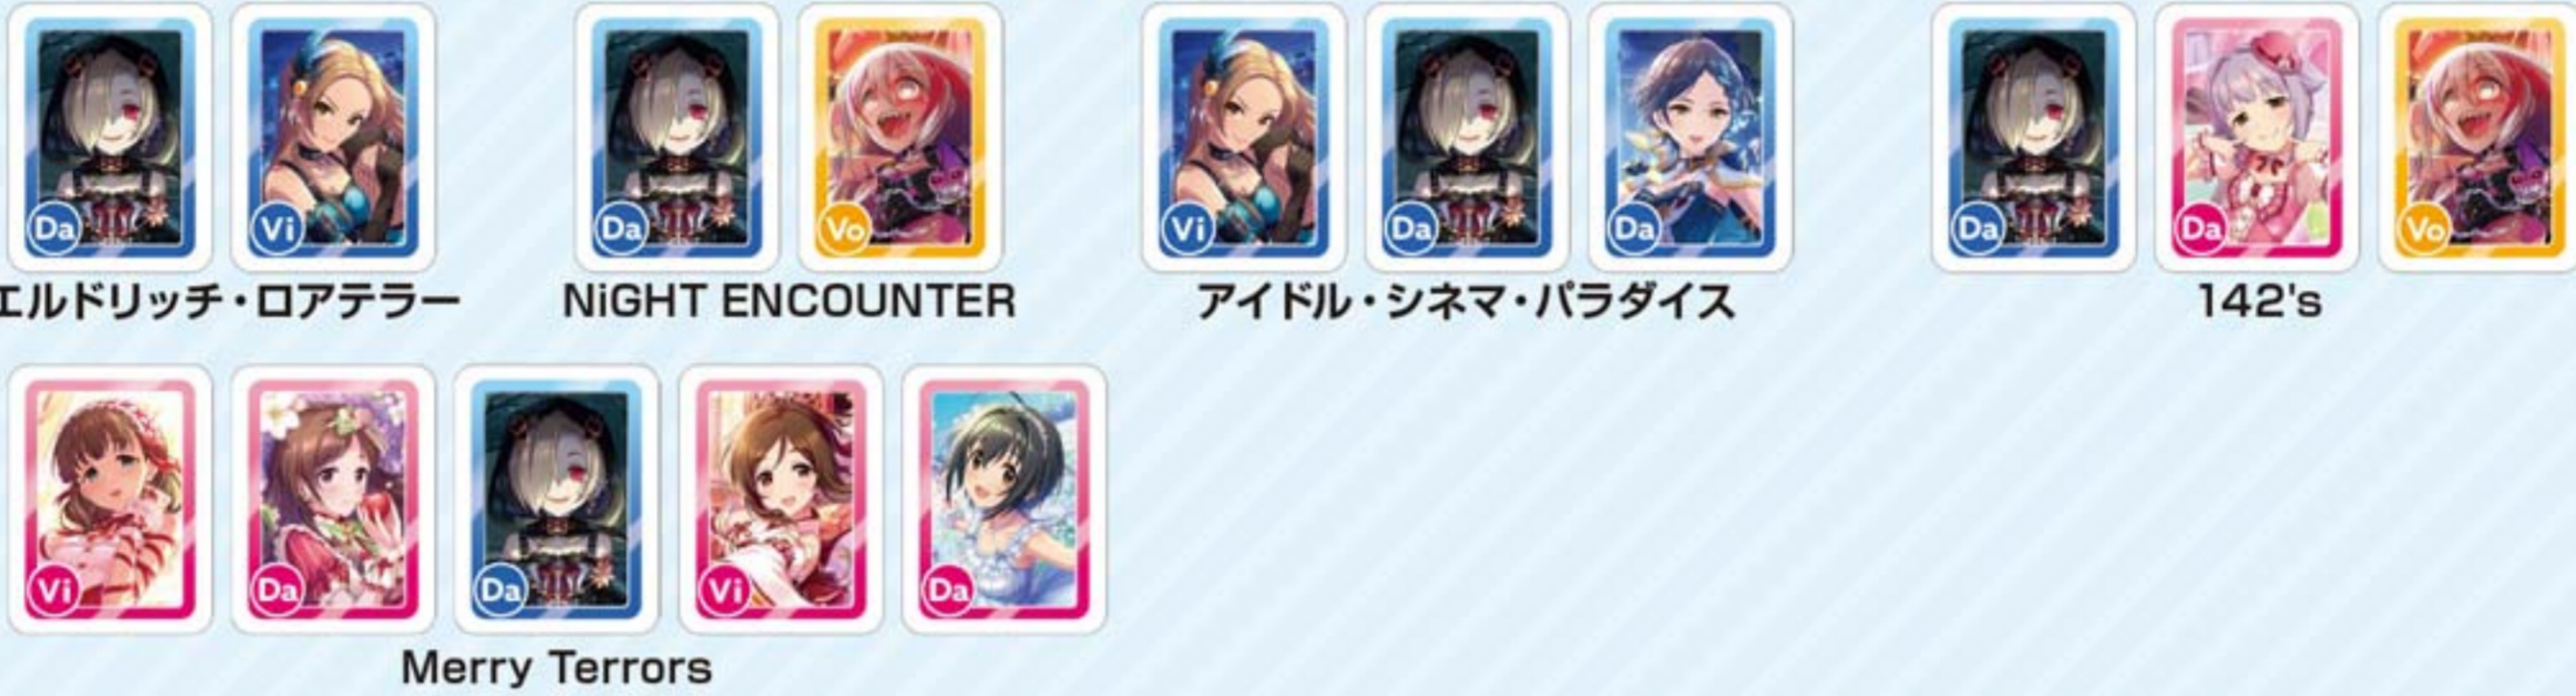 Da Vi
Da Vo
Vi Da Da
Da Da Vo
エルドリッチ・ロアテラー
NiGHT ENCOUNTER
アイドル・シネマ・パラダイス
142's
Vi Da Da Vi Da
Merry Terrors